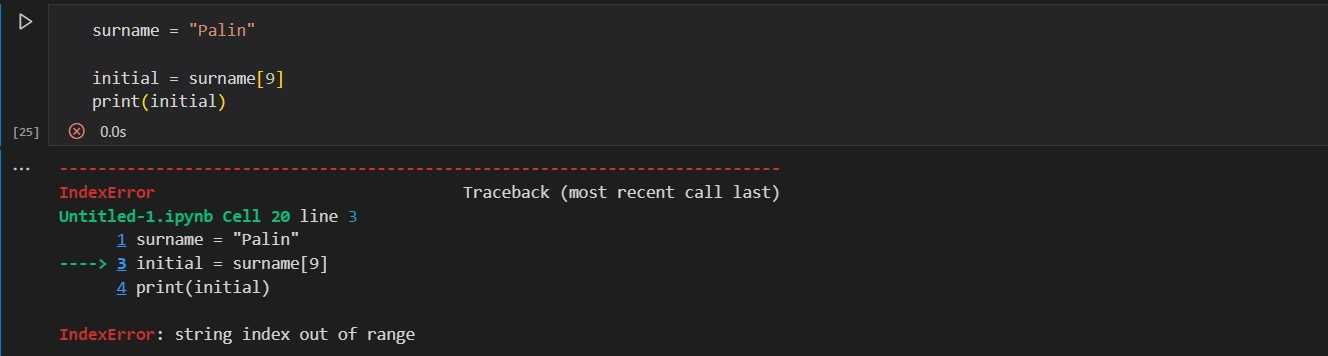 surname = "Palin"
initial = surname[9]
print(initial)
[25] 0.0s
... -------------------------------------------------------------------------
IndexError Traceback (most recent call last)
Untitled-1.ipynb Cell 20 line 3
1 surname = "Palin"
----> 3 initial = surname[9]
4 print(initial)
IndexError: string index out of range